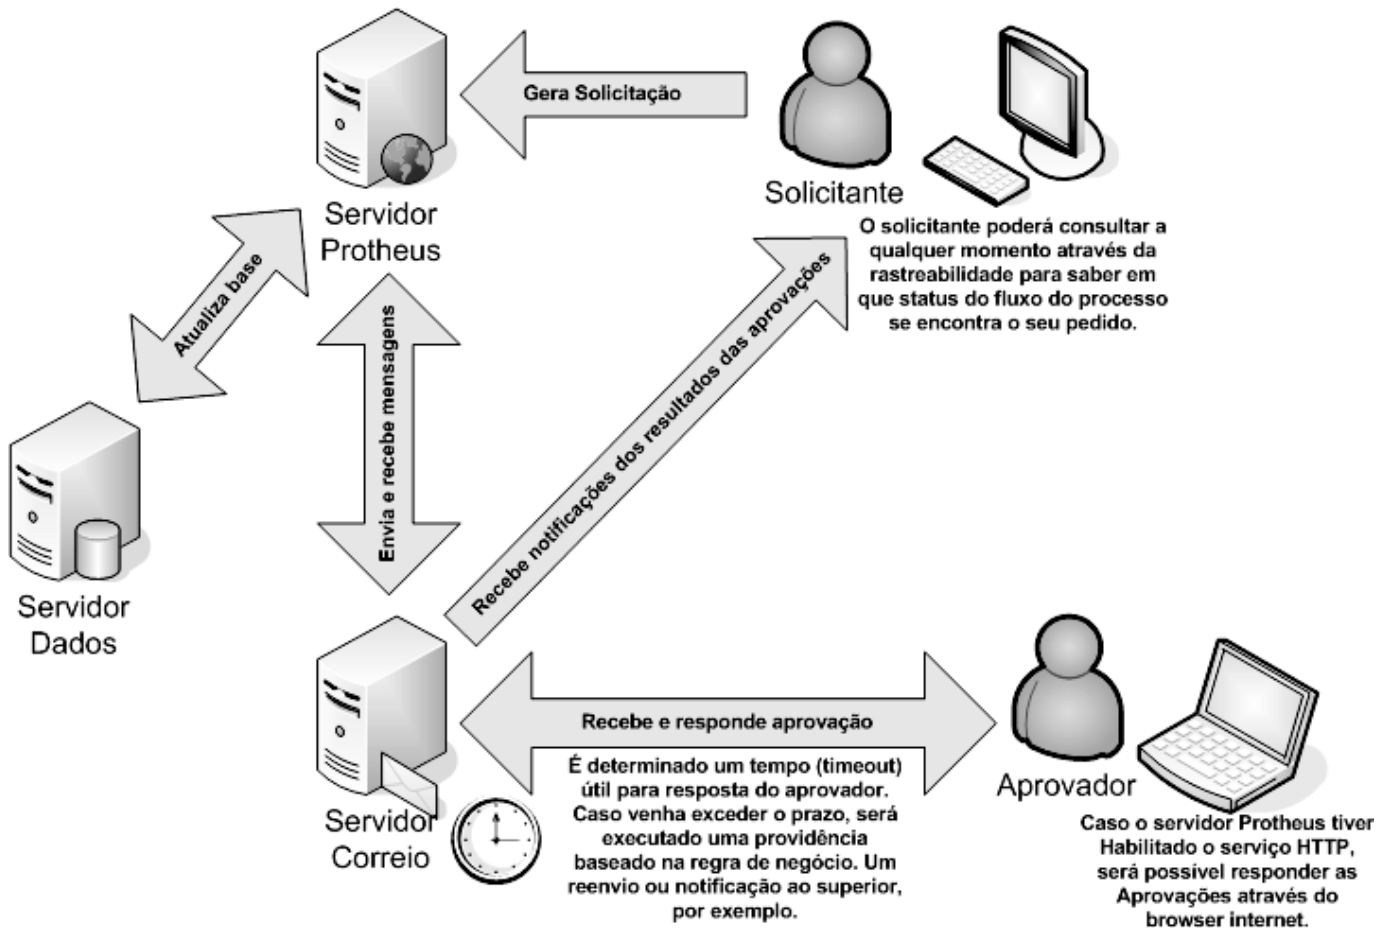 Gera Solicitação
Solicitante
O solicitante poderá consultar a
qualquer momento através da
rastreabilidade para saber em
que status do fluxo do processo
se encontra o seu pedido.
Servidor
Protheus
Atualiza base
Envia e recebe mensagens
Recebe notificações dos resultados das aprovações
Servidor
Dados
Servidor
Correio
Recebe e responde aprovação
É determinado um tempo (timeout)
útil para resposta do aprovador.
Caso venha exceder o prazo, será
executado uma providência
baseado na regra de negócio. Um
reenvio ou notificação ao superior,
por exemplo.
Aprovador
Caso o servidor Protheus tiver
Habilitado o serviço HTTP,
será possível responder as
Aprovações através do
browser internet.